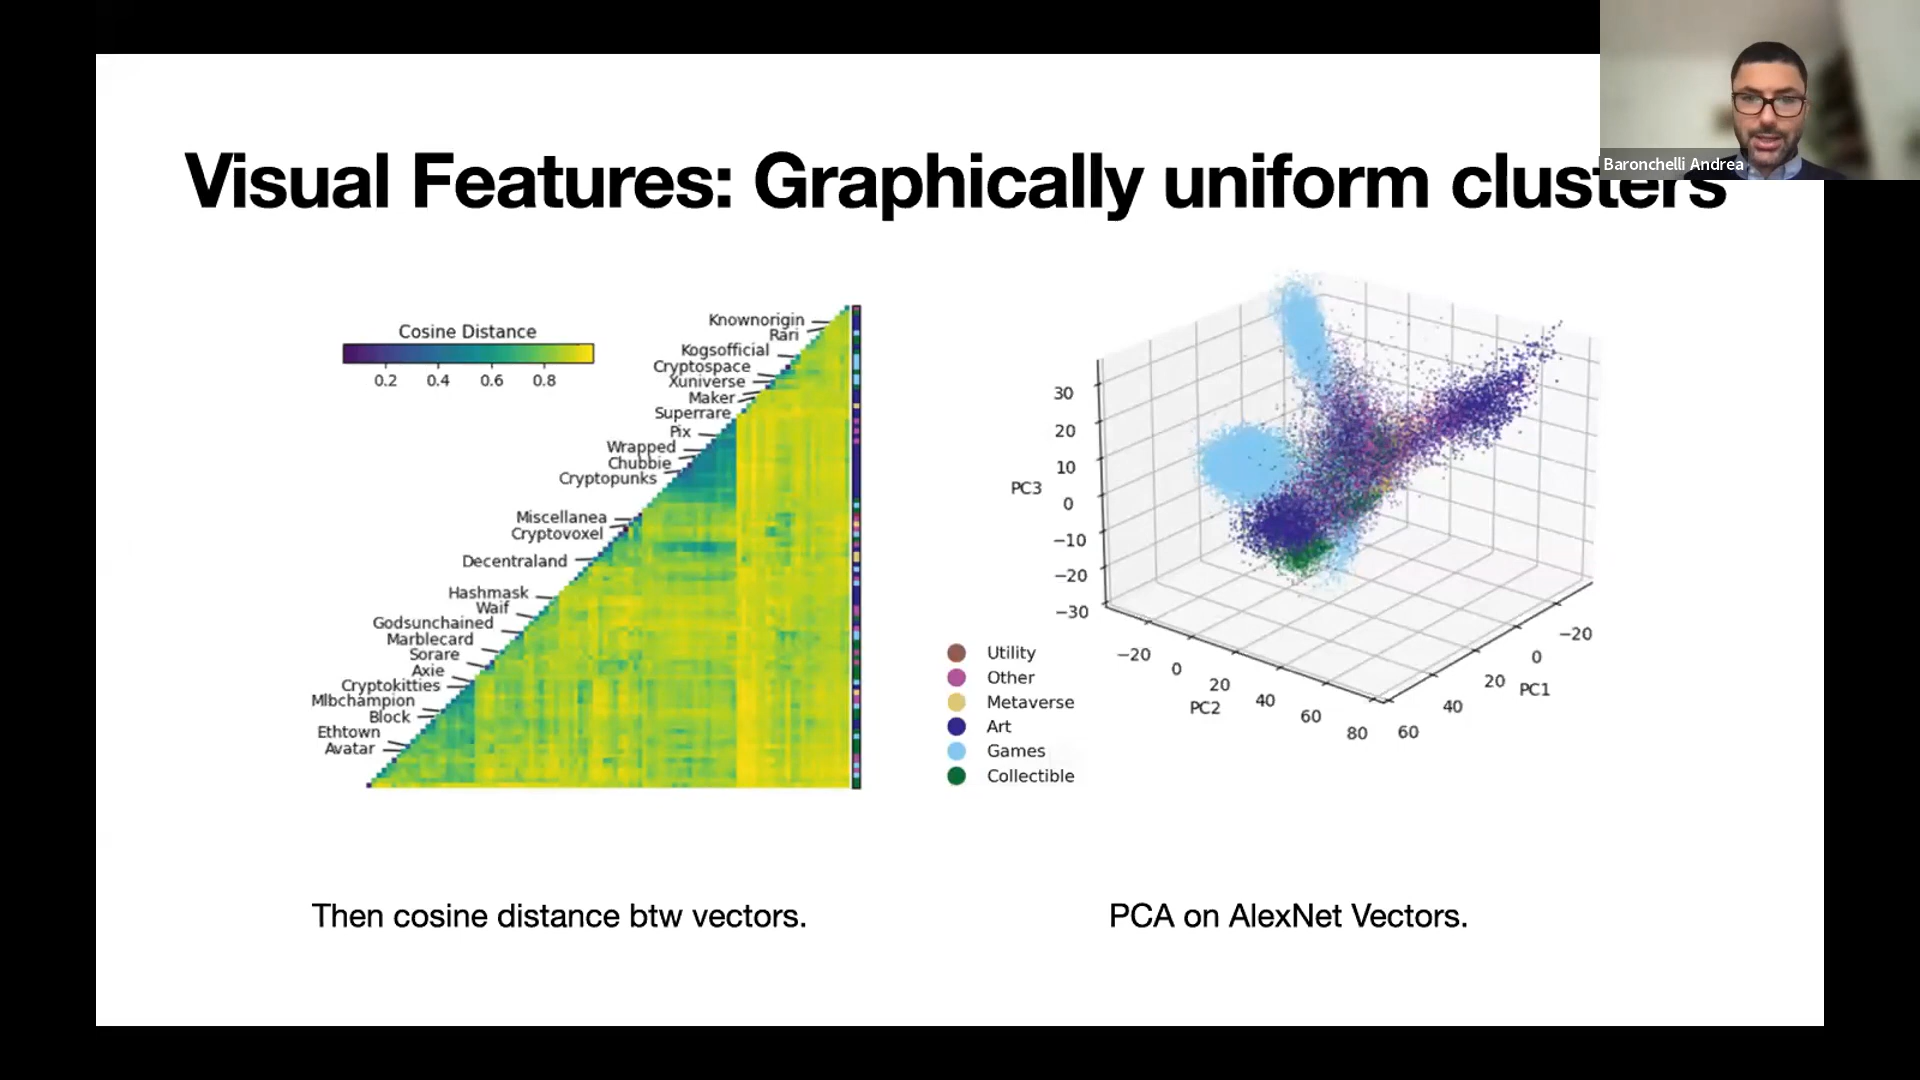 Baronchelli Andrea
Visual Features: Graphically uniform clusters
Cosine Distance
0.2 0.4 0.6 0.8
Knownorigin
Rari
Kogsofficial
Cryptospace
Xuniverse
Maker
Superrare
Pix
Wrapped
Chubbie
Cryptopunks
Miscellanea
Cryptovoxel
Decentraland
Hashmask
Waif
Godsunchained
Marblecard
Sorare
Axie
Cryptokitties
Mlbchampion
Block
Ethtown
Avatar
30
20
10
PC3
0
−10
−20
−30
−20
0
20
40
60
80
PC2
−20
0
20
40
60
PC1
Utility
Other
Metaverse
Art
Games
Collectible
Then cosine distance btw vectors.
PCA on AlexNet Vectors.